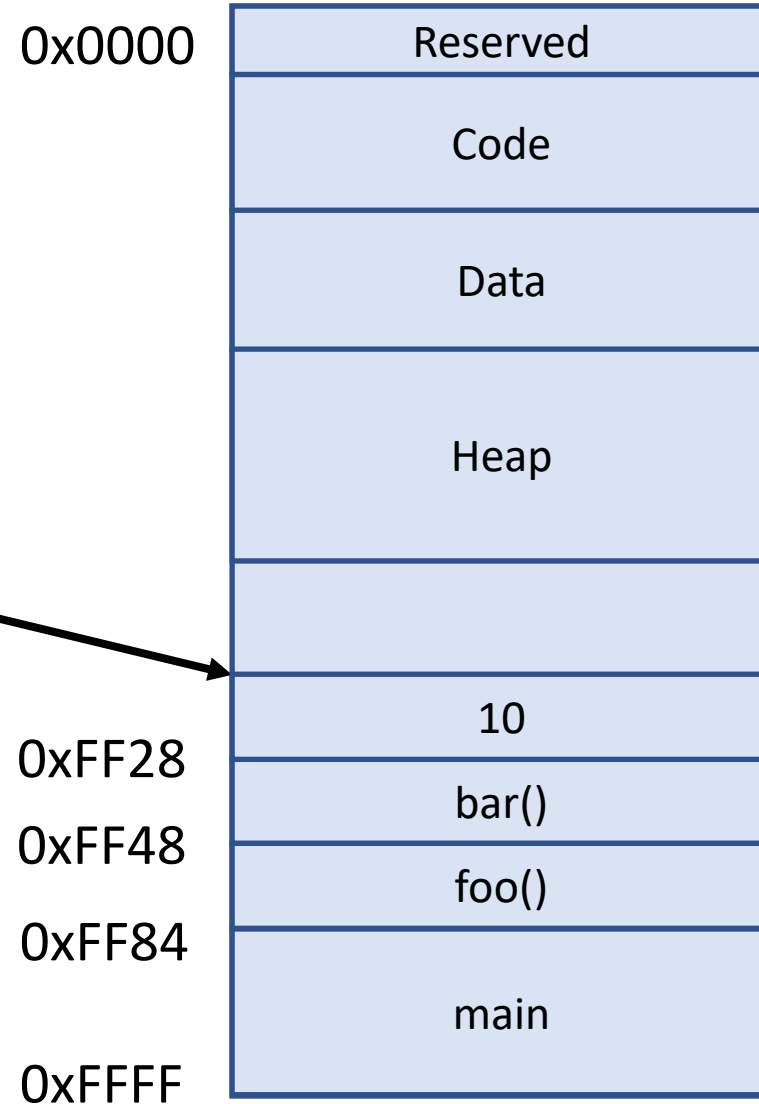 0x0000
Reserved
Code
Data
Heap
10
0xFF28
bar()
0xFF48
foo()
0xFF84
main
0xFFFF